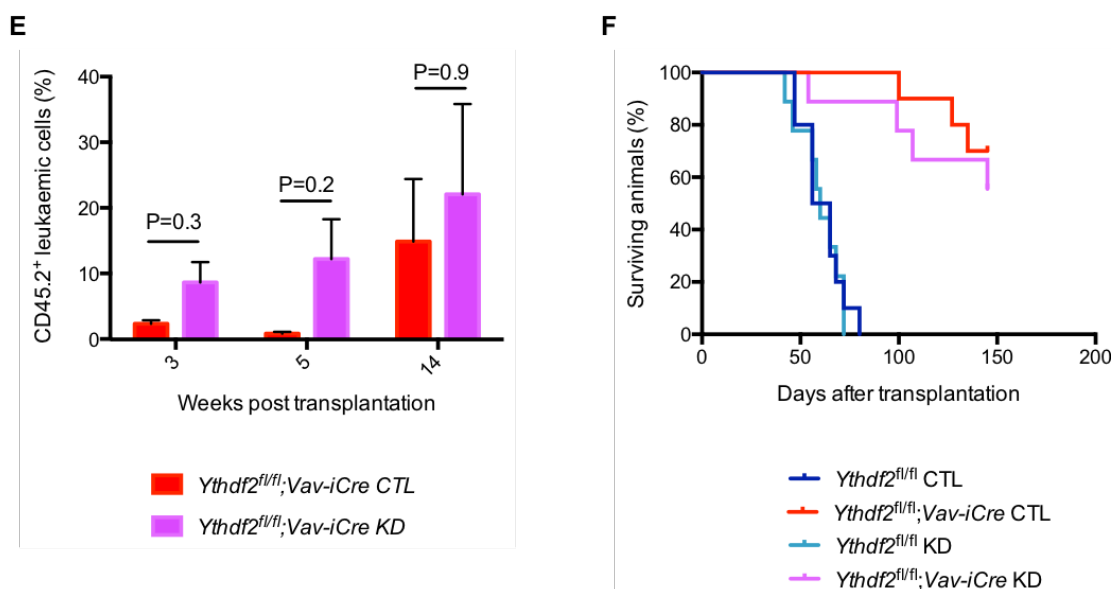 E
CD45.2⁺ leukaemic cells (%)
40
30
20
10
0
P=0.3
P=0.2
P=0.9
3
5
14
Weeks post transplantation
Ythdf2ᶠˡ/ᶠˡ;Vav-iCre CTL
Ythdf2ᶠˡ/ᶠˡ;Vav-iCre KD
F
Surviving animals (%)
100
80
60
40
20
0
0
50
100
150
200
Days after transplantation
Ythdf2ᶠˡ/ᶠˡ CTL
Ythdf2ᶠˡ/ᶠˡ;Vav-iCre CTL
Ythdf2ᶠˡ/ᶠˡ KD
Ythdf2ᶠˡ/ᶠˡ;Vav-iCre KD